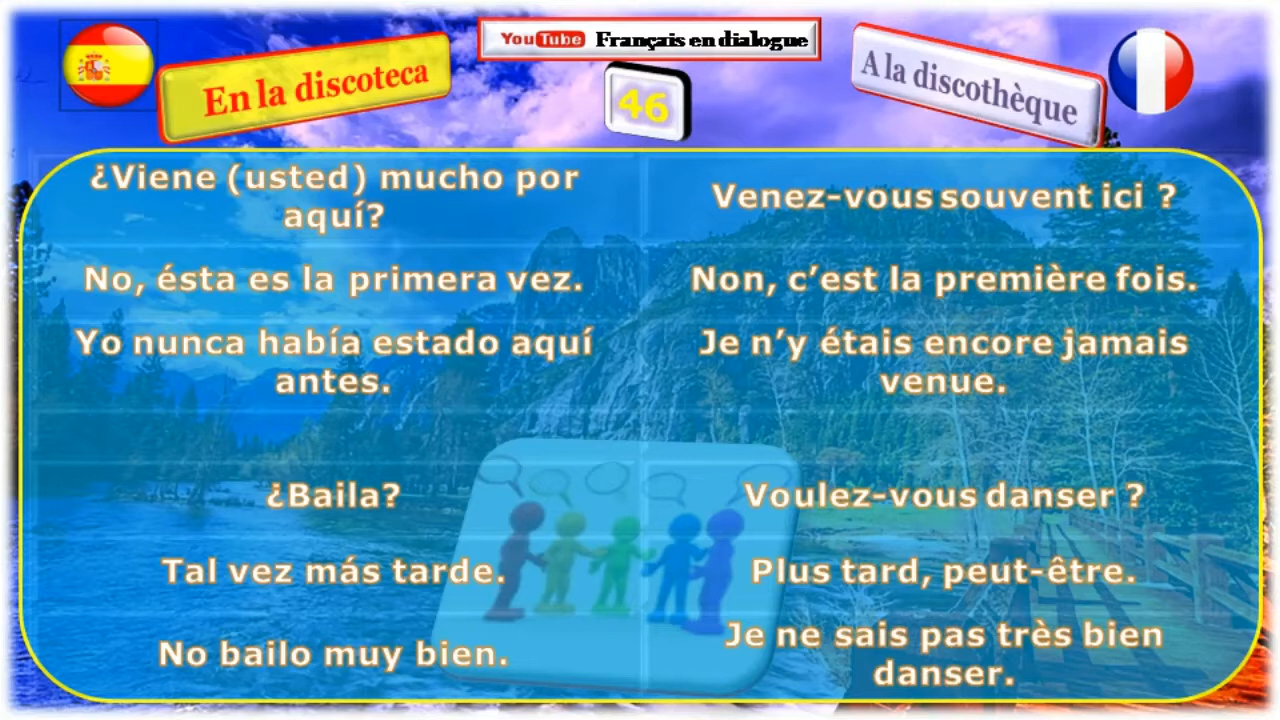 YouTube Français en dialogue
En la discoteca
46
A la discothèque
¿Viene (usted) mucho por
aquí?
Venez-vous souvent ici ?
No, ésta es la primera vez.
Non, c’est la première fois.
Yo nunca había estado aquí
antes.
Je n’y étais encore jamais
venue.
¿Baila?
Voulez-vous danser ?
Tal vez más tarde.
Plus tard, peut-être.
No bailo muy bien.
Je ne sais pas très bien
danser.